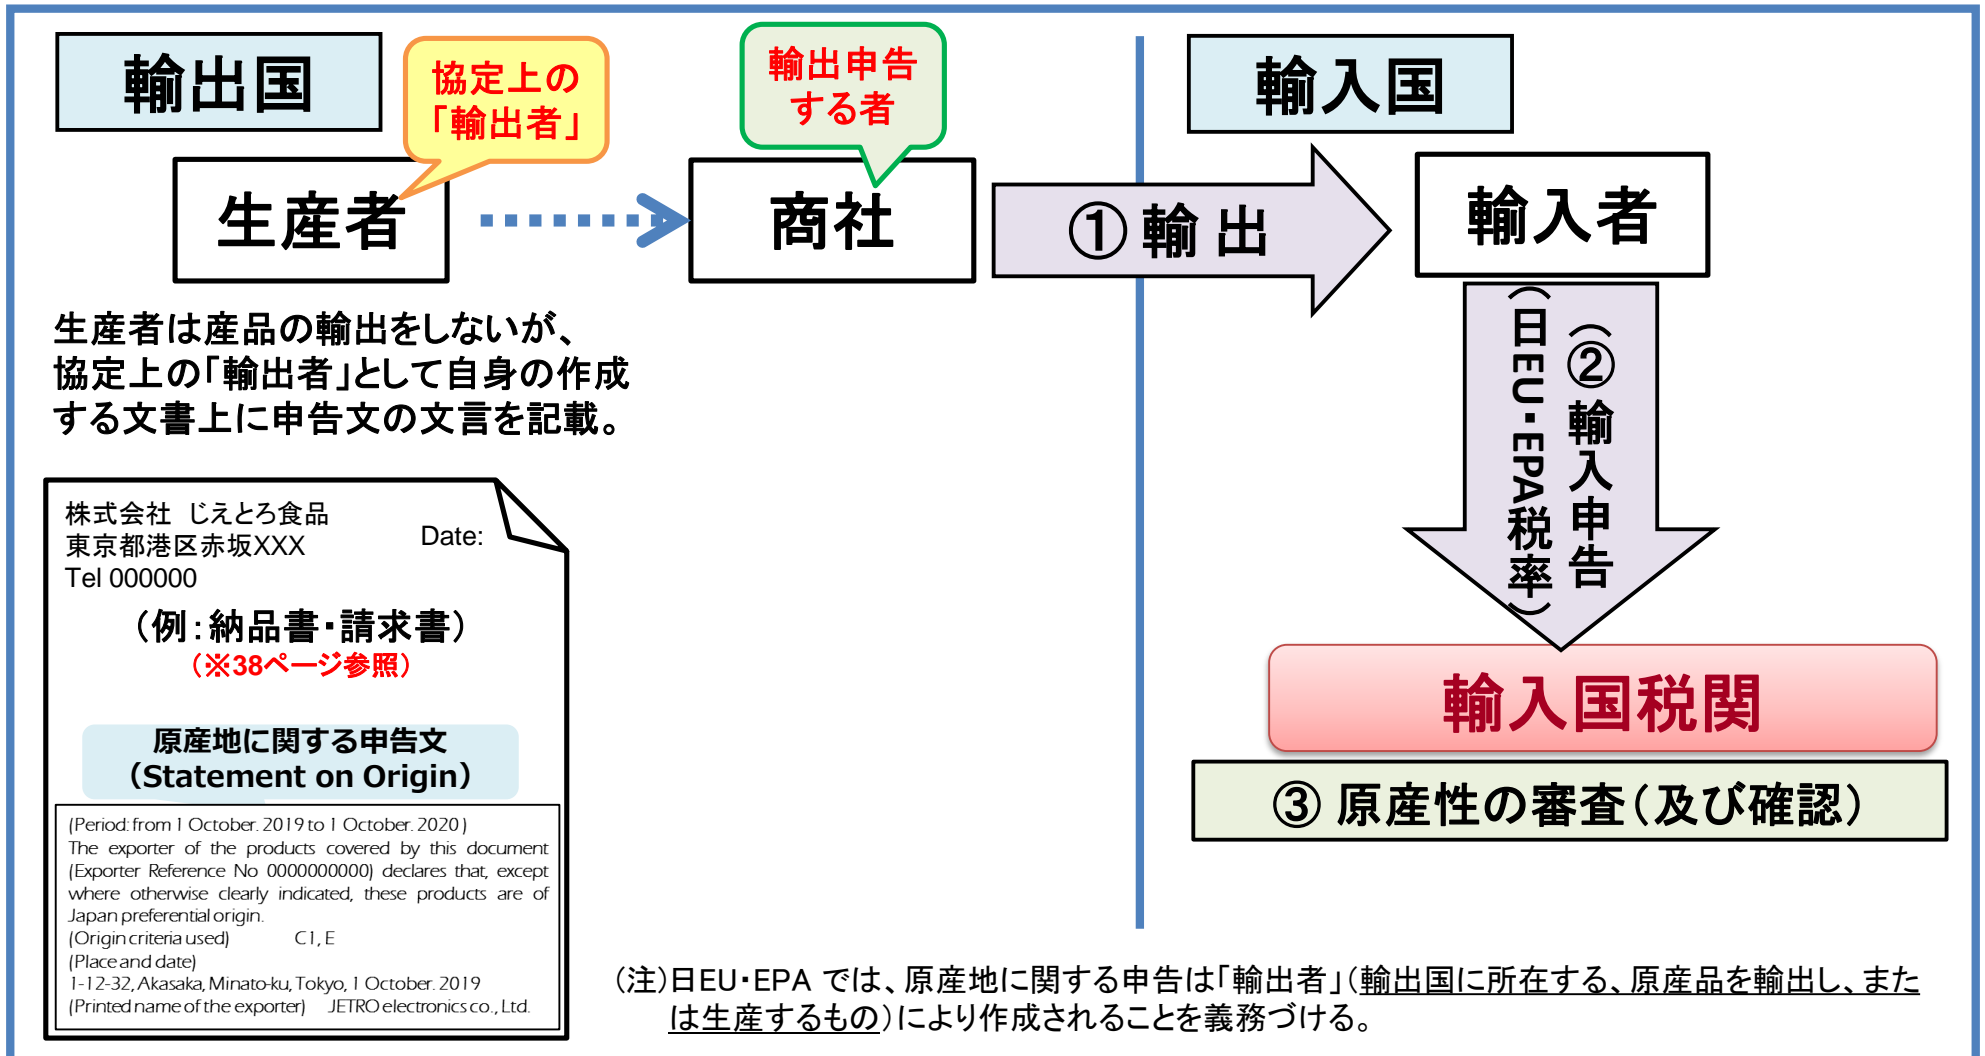 輸出国
協定上の
「輸出者」
輸出申告
する者
輸入国
生産者
商社
① 輸 出
輸入者
生産者は産品の輸出をしないが、
協定上の「輸出者」として自身の作成
する文書上に申告文の文言を記載。
②輸入申告
（日EU・EPA税率）
株式会社 じえとろ食品
東京都港区赤坂XXX
Date:
Tel 000000
（例：納品書・請求書）
（※38ページ参照）
原産地に関する申告文
（Statement on Origin）
(Period: from 1 October. 2019 to 1 October. 2020 )
The exporter of the products covered by this document
(Exporter Reference No 0000000000) declares that, except
where otherwise clearly indicated, these products are of
Japan preferential origin.
(Origin criteria used) C1, E
(Place and date)
1-12-32, Akasaka, Minato-ku, Tokyo, 1 October. 2019
(Printed name of the exporter) JETRO electronics co., Ltd.
輸入国税関
③ 原産性の審査（及び確認）
（注）日EU・EPA では、原産地に関する申告は「輸出者」（輸出国に所在する、原産品を輸出し、また
は生産するもの）により作成されることを義務づける。